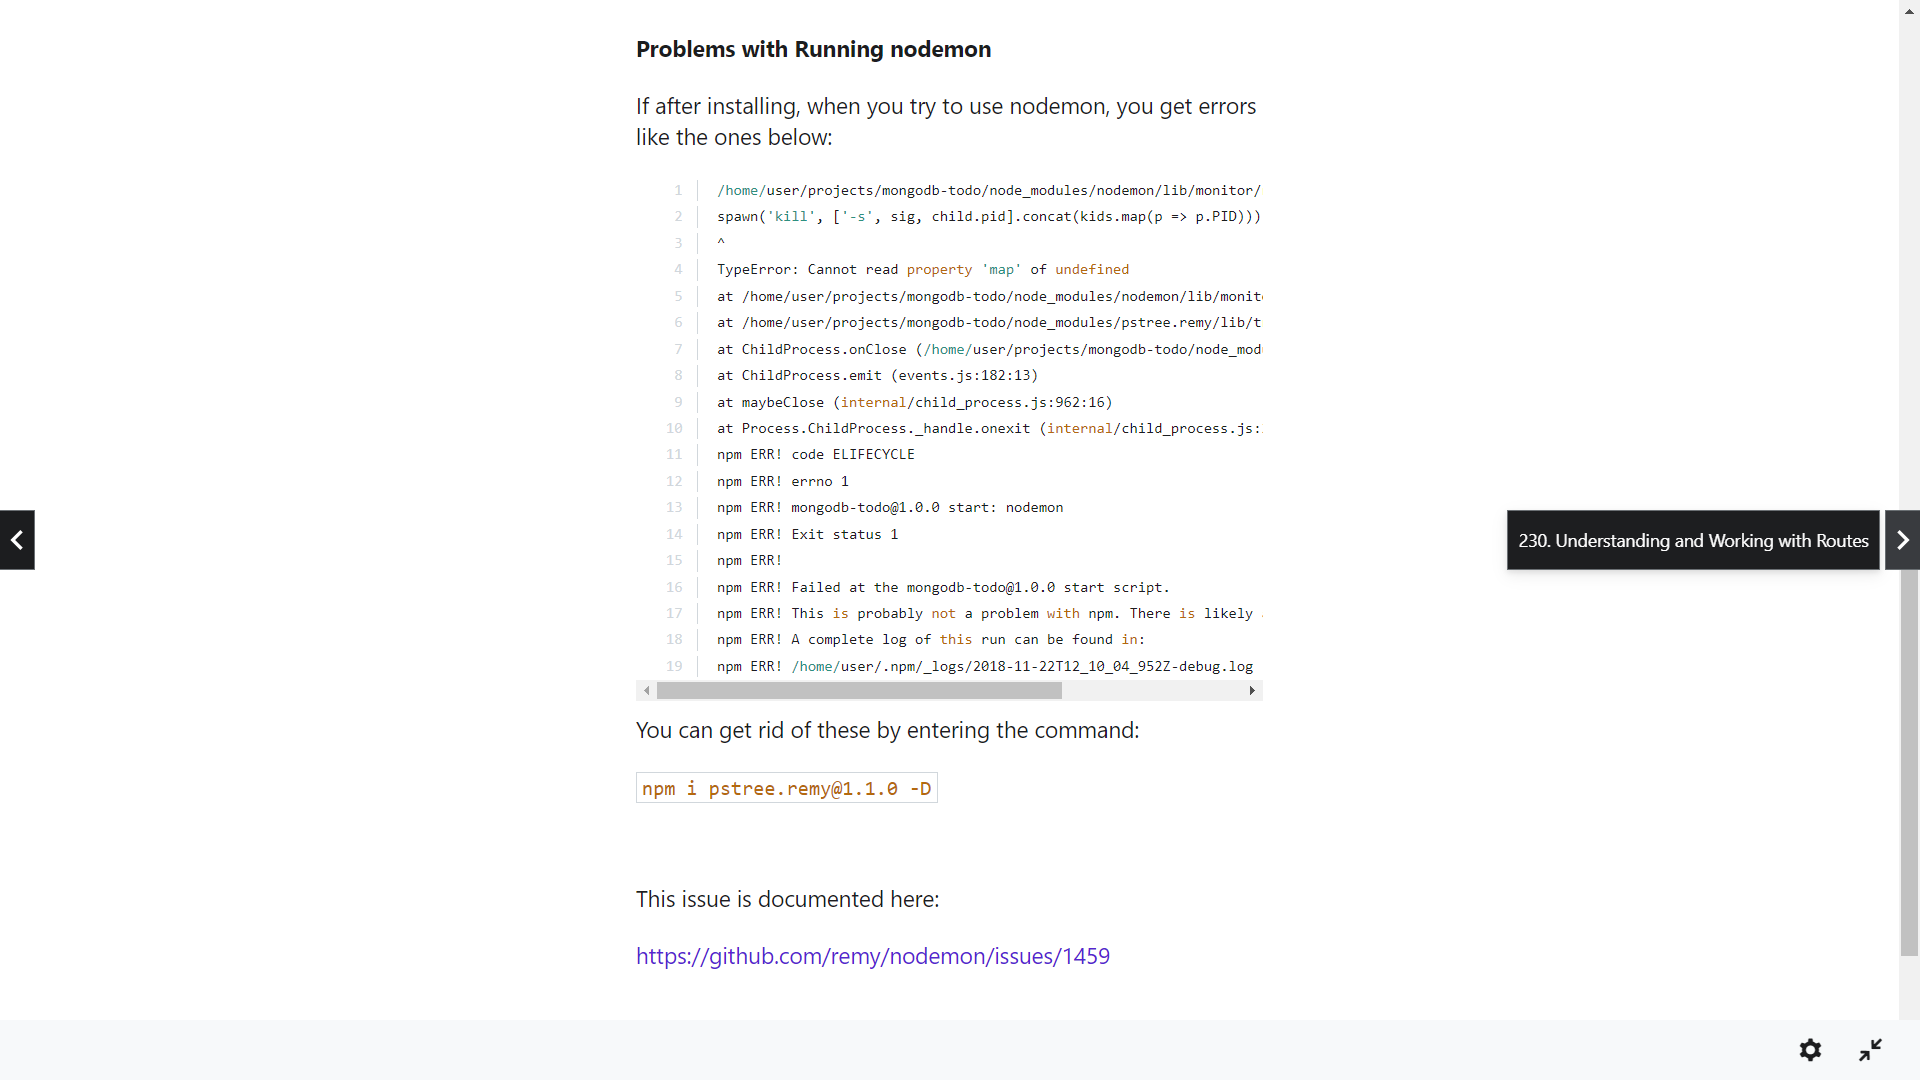 Problems with Running nodemon
If after installing, when you try to use nodemon, you get errors
like the ones below:
1 /home/user/projects/mongodb-todo/node_modules/nodemon/lib/monitor/
2 spawn('kill', ['-s', sig, child.pid].concat(kids.map(p => p.PID)))
3 ^
4 TypeError: Cannot read property 'map' of undefined
5 at /home/user/projects/mongodb-todo/node_modules/nodemon/lib/monit
6 at /home/user/projects/mongodb-todo/node_modules/pstree.remy/lib/t
7 at ChildProcess.onClose (/home/user/projects/mongodb-todo/node_mod
8 at ChildProcess.emit (events.js:182:13)
9 at maybeClose (internal/child_process.js:962:16)
10 at Process.ChildProcess._handle.onexit (internal/child_process.js:
11 npm ERR! code ELIFECYCLE
12 npm ERR! errno 1
13 npm ERR! mongodb-todo@1.0.0 start: nodemon
14 npm ERR! Exit status 1
15 npm ERR!
16 npm ERR! Failed at the mongodb-todo@1.0.0 start script.
17 npm ERR! This is probably not a problem with npm. There is likely
18 npm ERR! A complete log of this run can be found in:
19 npm ERR! /home/user/.npm/_logs/2018-11-22T12_10_04_952Z-debug.log
230. Understanding and Working with Routes
You can get rid of these by entering the command:
npm i pstree.remy@1.1.0 -D
This issue is documented here:
https://github.com/remy/nodemon/issues/1459